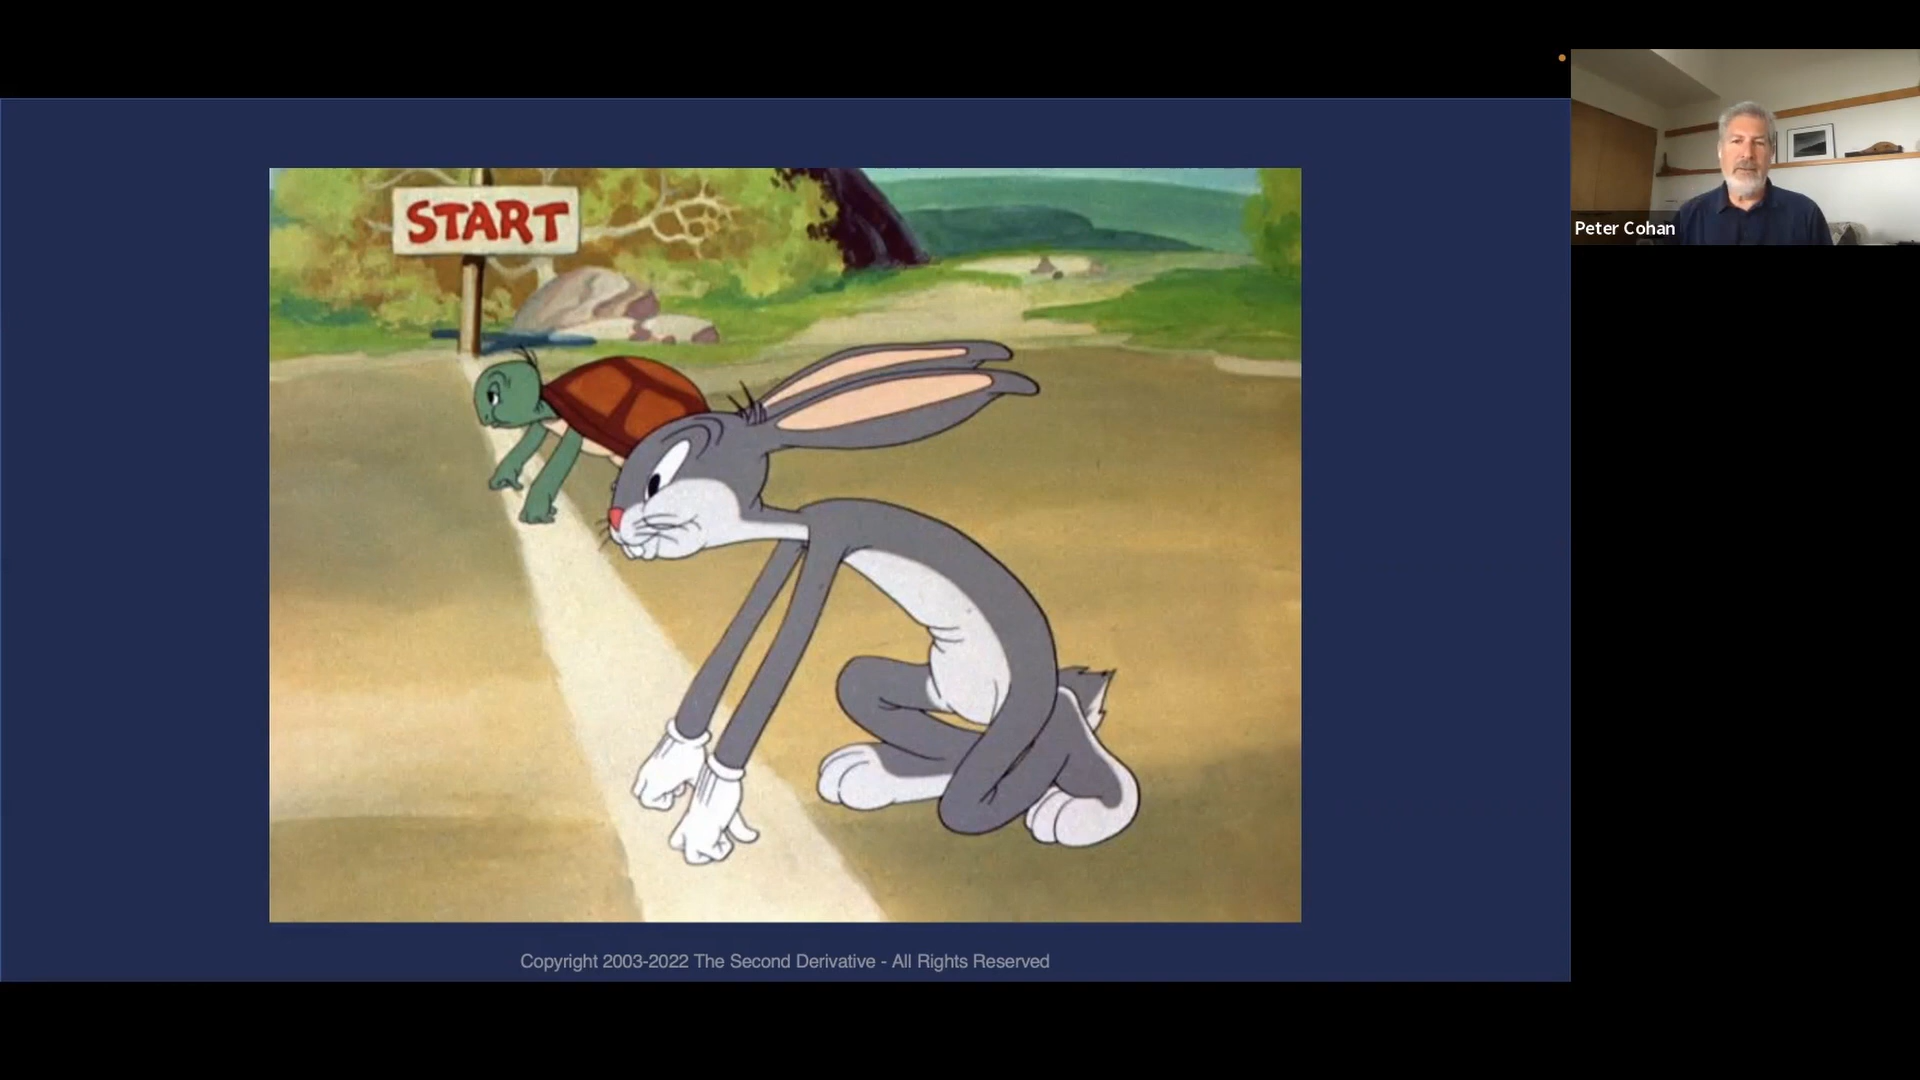 START
Peter Cohan
Copyright 2003-2022 The Second Derivative - All Rights Reserved